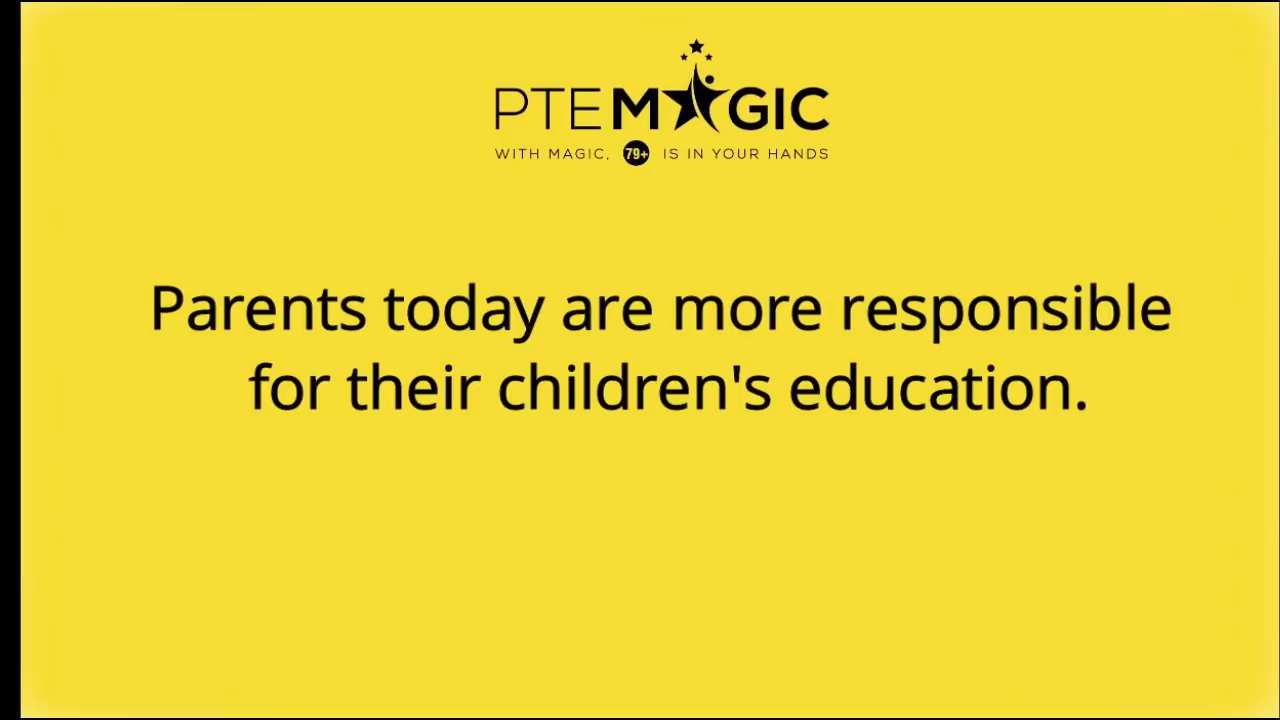 PTEMAGIC
WITH MAGIC, 79+ IS IN YOUR HANDS
Parents today are more responsible
for their children's education.